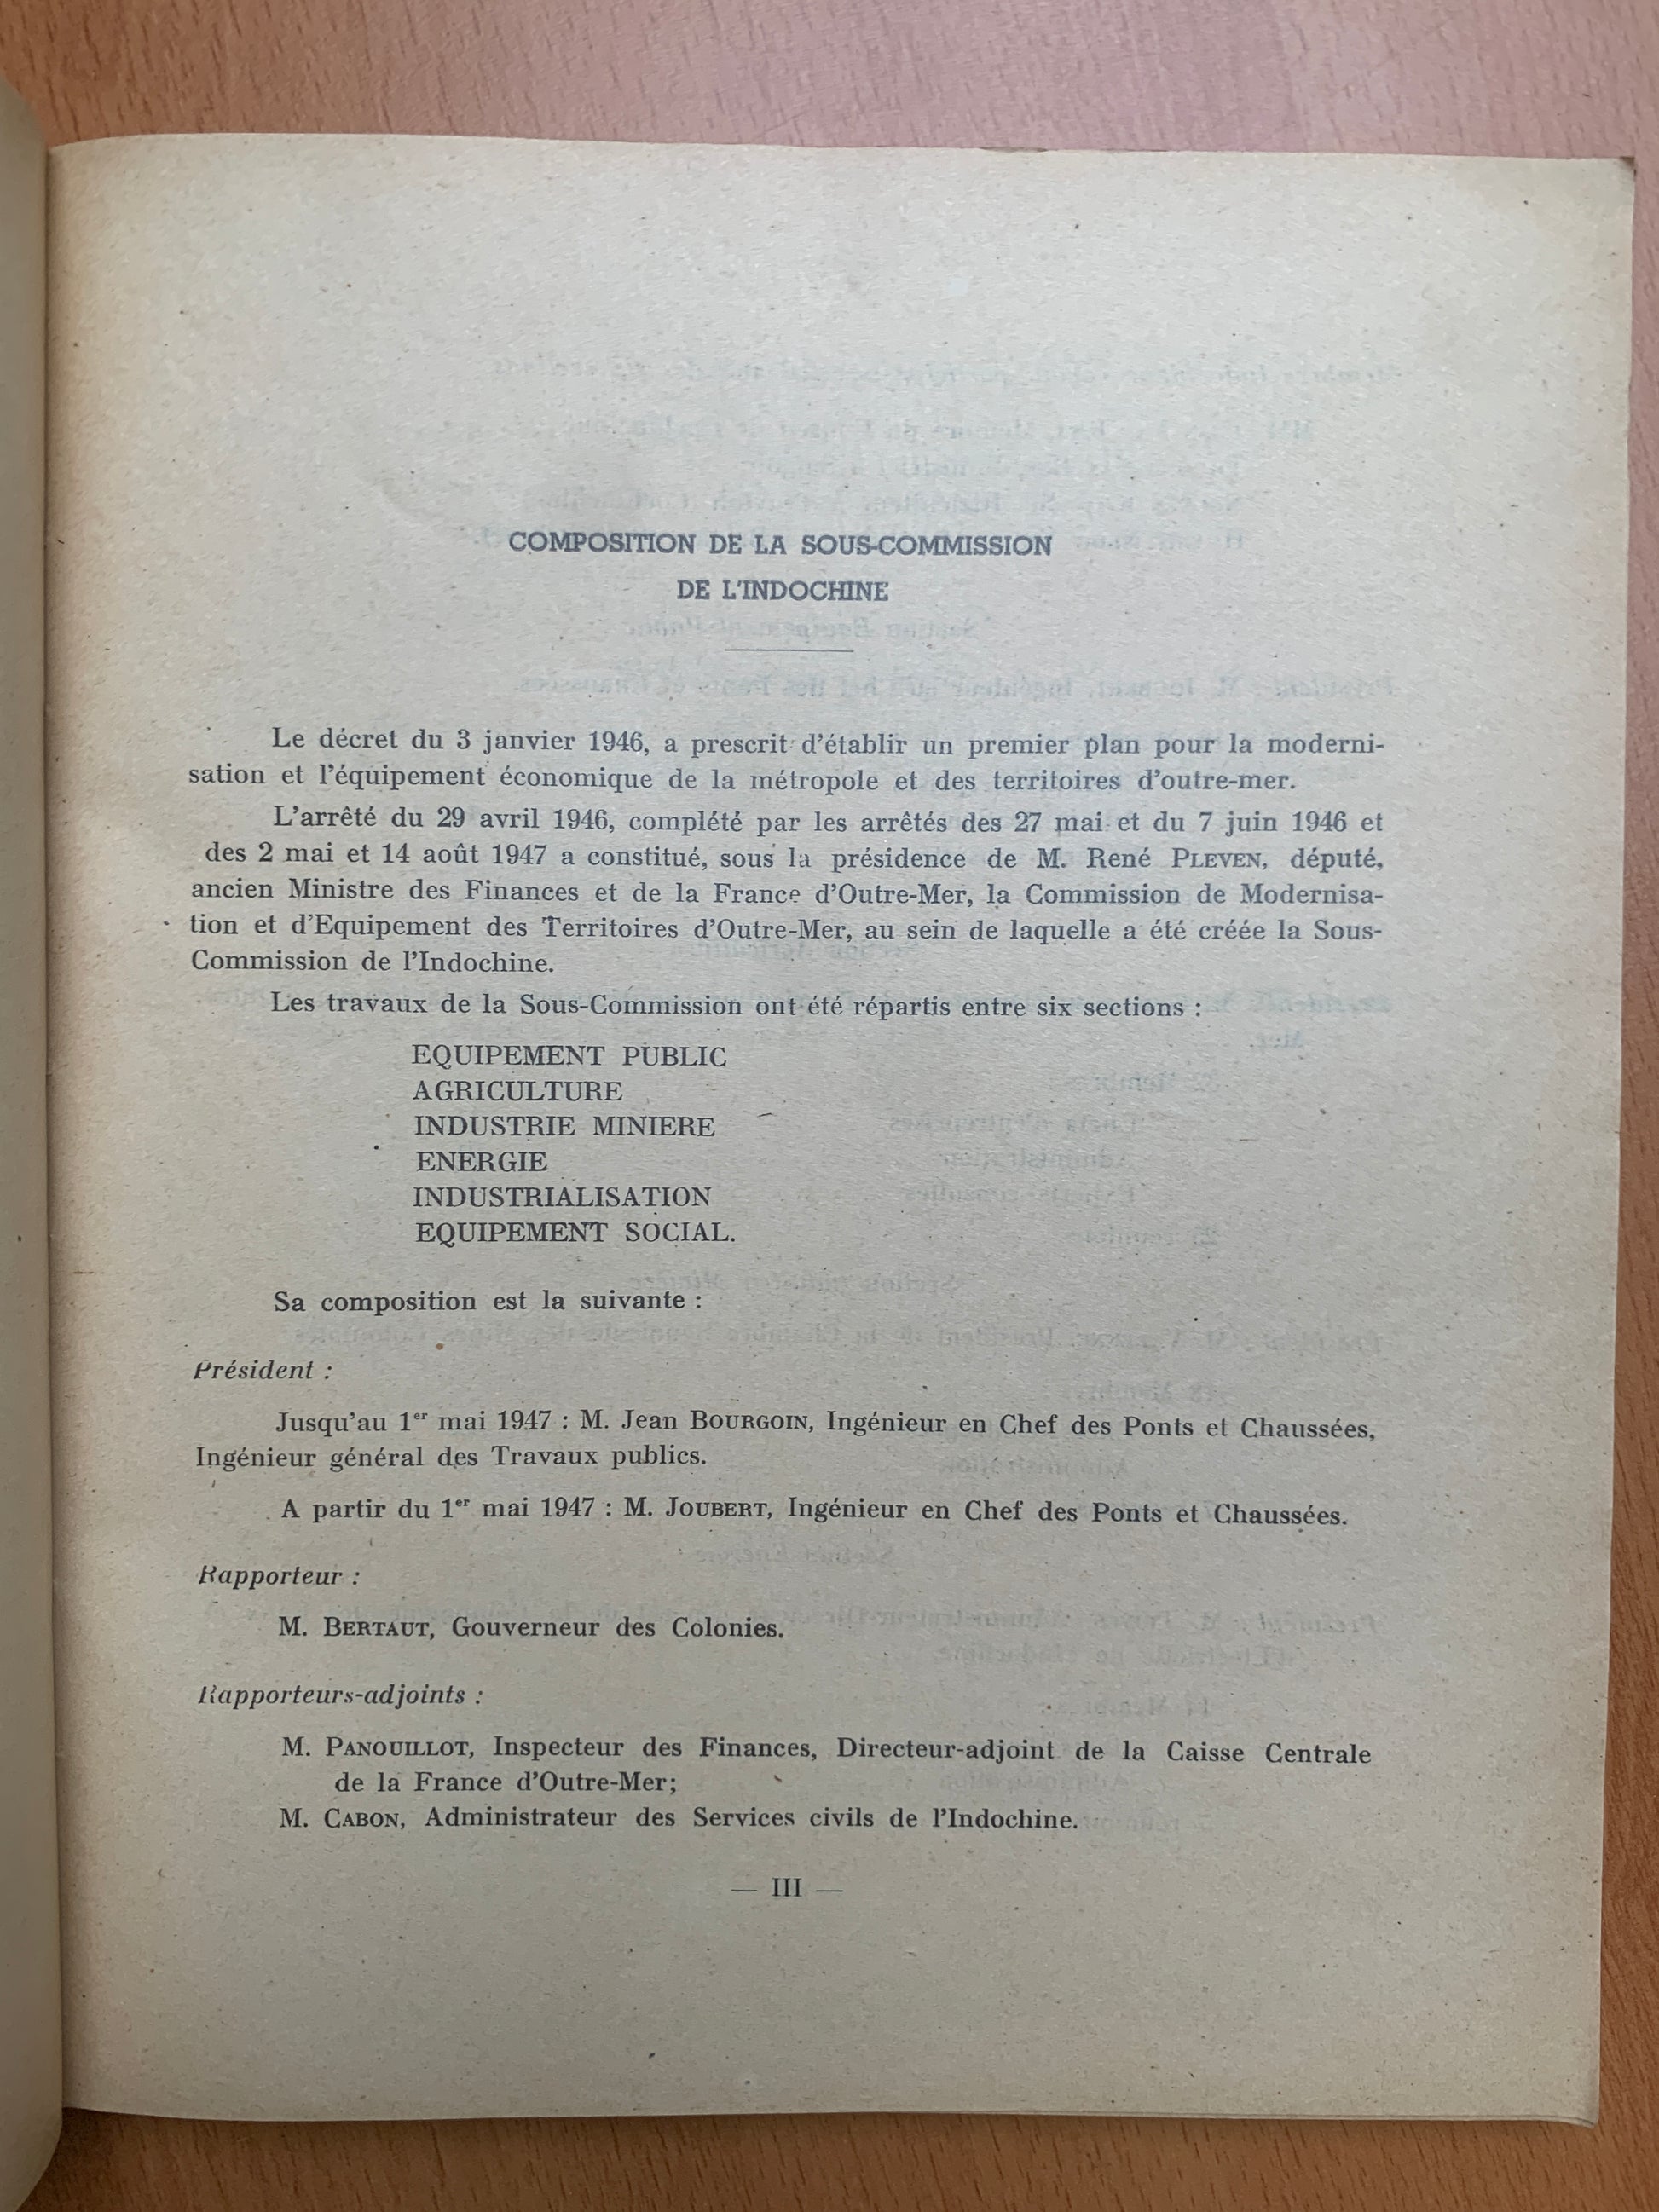 COMPOSITION DE LA SOUS-COMMISSION
DE L'INDOCHINE
Le décret du 3 janvier 1946, a prescrit d'établir un premier plan pour la moderni-
sation et l'équipement économique de la métropole et des territoires d'outre-mer.
L'arrêté du 29 avril 1946, complété par les arrêtés des 27 mai et du 7 juin 1946 et
des 2 mai et 14 août 1947 a constitué, sous la présidence de M. René PLEVEN, député,
ancien Ministre des Finances et de la France d'Outre-Mer, la Commission de Modernisa-
tion et d'Equipement des Territoires d'Outre-Mer, au sein de laquelle a été créée la Sous-
Commission de l'Indochine.
Les travaux de la Sous-Commission ont été répartis entre six sections :
EQUIPEMENT PUBLIC
AGRICULTURE
INDUSTRIE MINIERE
ENERGIE
INDUSTRIALISATION
EQUIPEMENT SOCIAL.
Sa composition est la suivante :
Président :
Jusqu'au 1er mai 1947 : M. Jean BOURGOIN, Ingénieur en Chef des Ponts et Chaussées,
Ingénieur général des Travaux publics.
A partir du 1er mai 1947 : M. JOUBERT, Ingénieur en Chef des Ponts et Chaussées.
Rapporteur :
M. BERTAUT, Gouverneur des Colonies.
Rapporteurs-adjoints :
M. PANOUILLOT, Inspecteur des Finances, Directeur-adjoint de la Caisse Centrale
de la France d'Outre-Mer;
M. CABON, Administrateur des Services civils de l'Indochine.
— III —